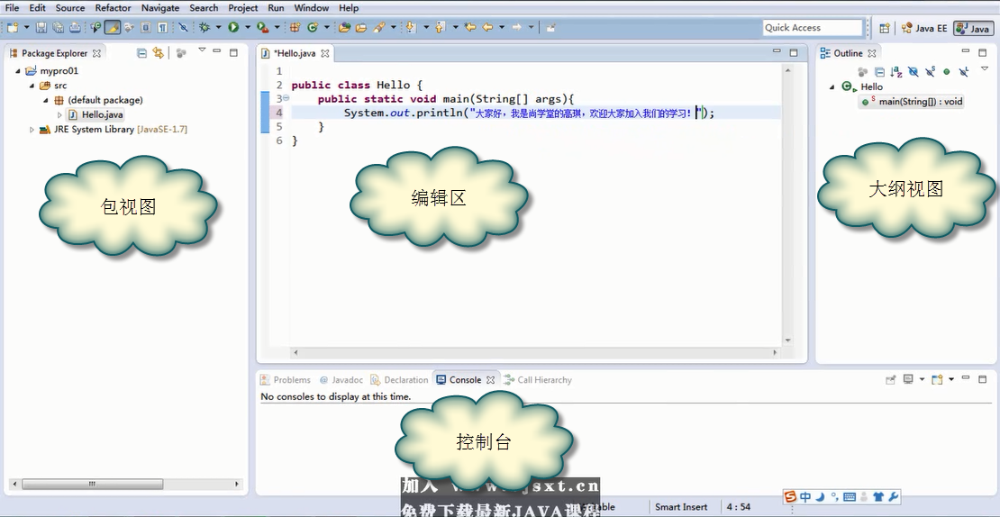 File Edit Source Refactor Navigate Search Project Run Window Help
Quick Access
Java EE Java
Package Explorer
mypro01
src
(default package)
Hello.java
JRE System Library [JavaSE-1.7]
包视图
*Hello.java
1
2 public class Hello {
3 public static void main(String[] args){
4 System.out.println("大家好，我是尚学堂的高琪，欢迎大家加入我们的学习！");
5 }
6 }
编辑区
Outline
Hello
main(String[]) : void
大纲视图
Problems @ Javadoc Declaration Console Call Hierarchy
No consoles to display at this time.
控制台
加入 jsxt.cn
免费下载最新JAVA课程
Smart Insert 4 : 54
中